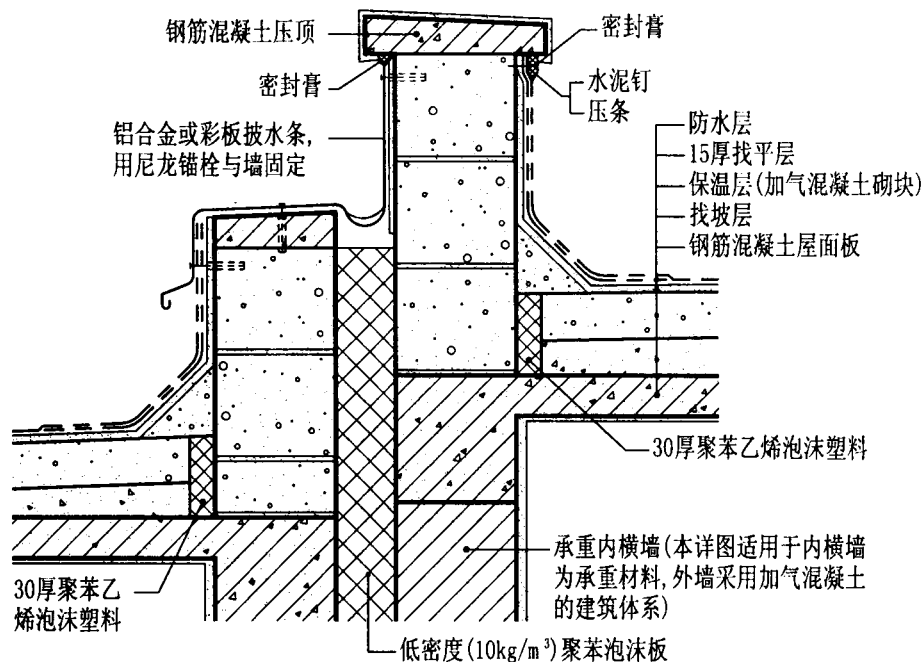 钢筋混凝土压顶
密封膏
密封膏
水泥钉
压条
铝合金或彩板披水条,
用尼龙锚栓与墙固定
防水层
15厚找平层
保温层(加气混凝土砌块)
找坡层
钢筋混凝土屋面板
30厚聚苯乙烯泡沫塑料
承重内横墙(本详图适用于内横墙
为承重材料,外墙采用加气混凝土
的建筑体系)
30厚聚苯乙
烯泡沫塑料
低密度(10kg/m³)聚苯泡沫板